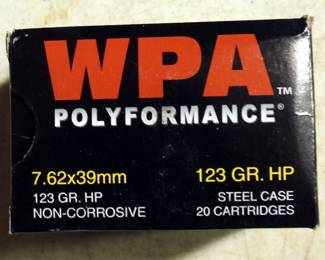 WPA™
POLYFORMANCE®
7.62x39mm 123 GR. HP
123 GR. HP STEEL CASE
NON-CORROSIVE 20 CARTRIDGES